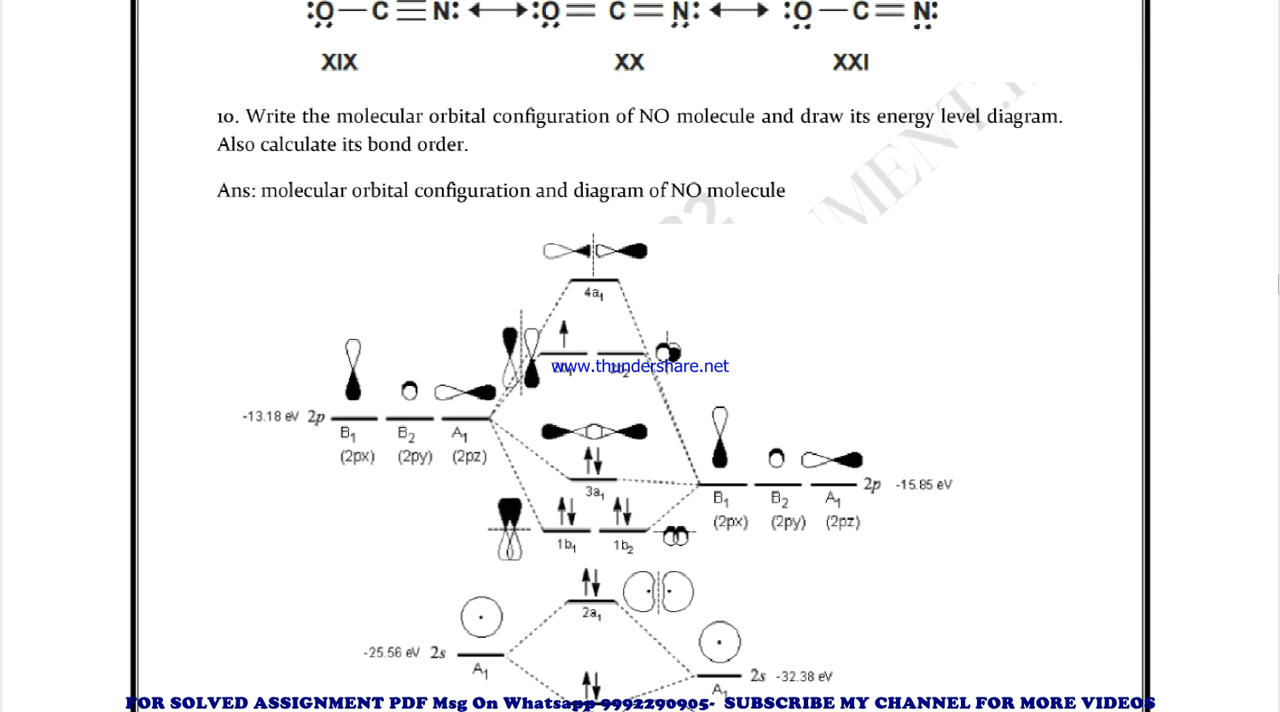 :O — C ≡ N: ⟷ :O = C = N: ⟷ :O — C = N:
XIX XX XXI
10. Write the molecular orbital configuration of NO molecule and draw its energy level diagram.
Also calculate its bond order.
Ans: molecular orbital configuration and diagram of NO molecule
4a₁
www.thundershare.net
-13.18 eV 2p
B₁ B₂ A₁
(2px) (2py) (2pz)
3a₁
2p -15.85 eV
B₁ B₂ A₁
(2px) (2py) (2pz)
1b₁ 1b₂
2a₁
-25.56 eV 2s
A₁
2s -32.38 eV
A₁
FOR SOLVED ASSIGNMENT PDF Msg On Whatsapp 9992290905- SUBSCRIBE MY CHANNEL FOR MORE VIDEOS